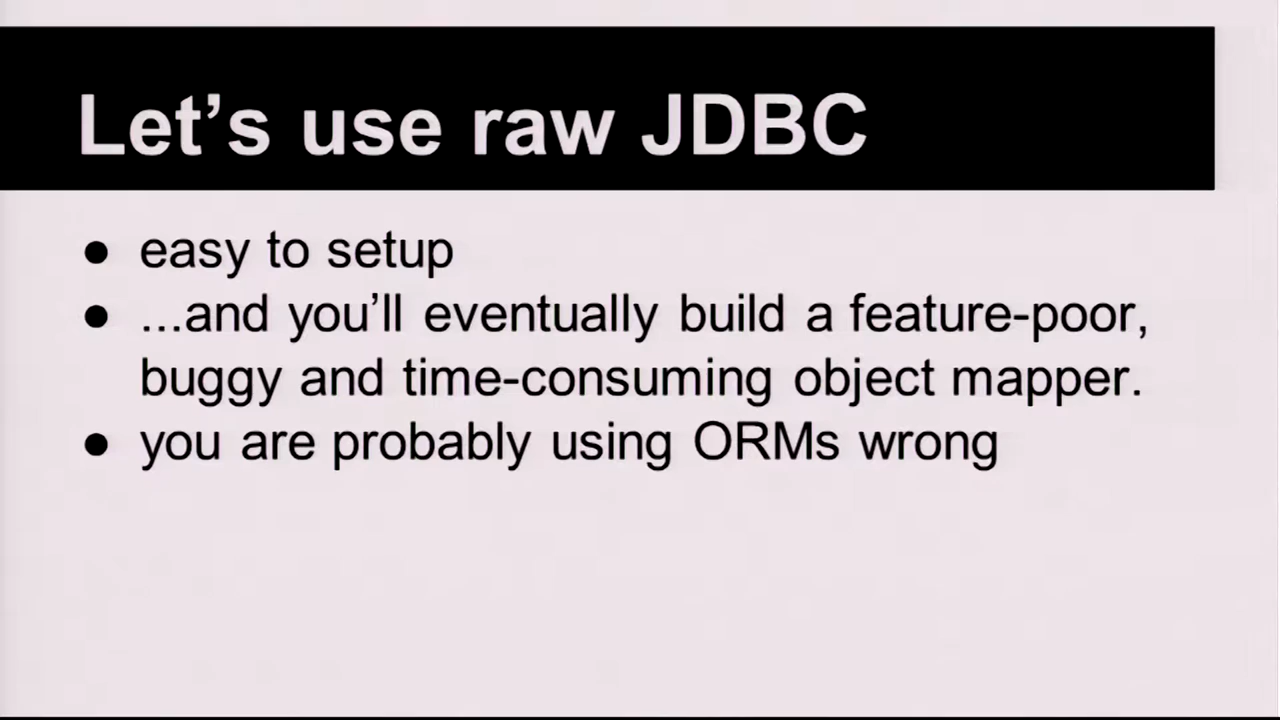 Let’s use raw JDBC
● easy to setup
● ...and you’ll eventually build a feature-poor,
buggy and time-consuming object mapper.
● you are probably using ORMs wrong